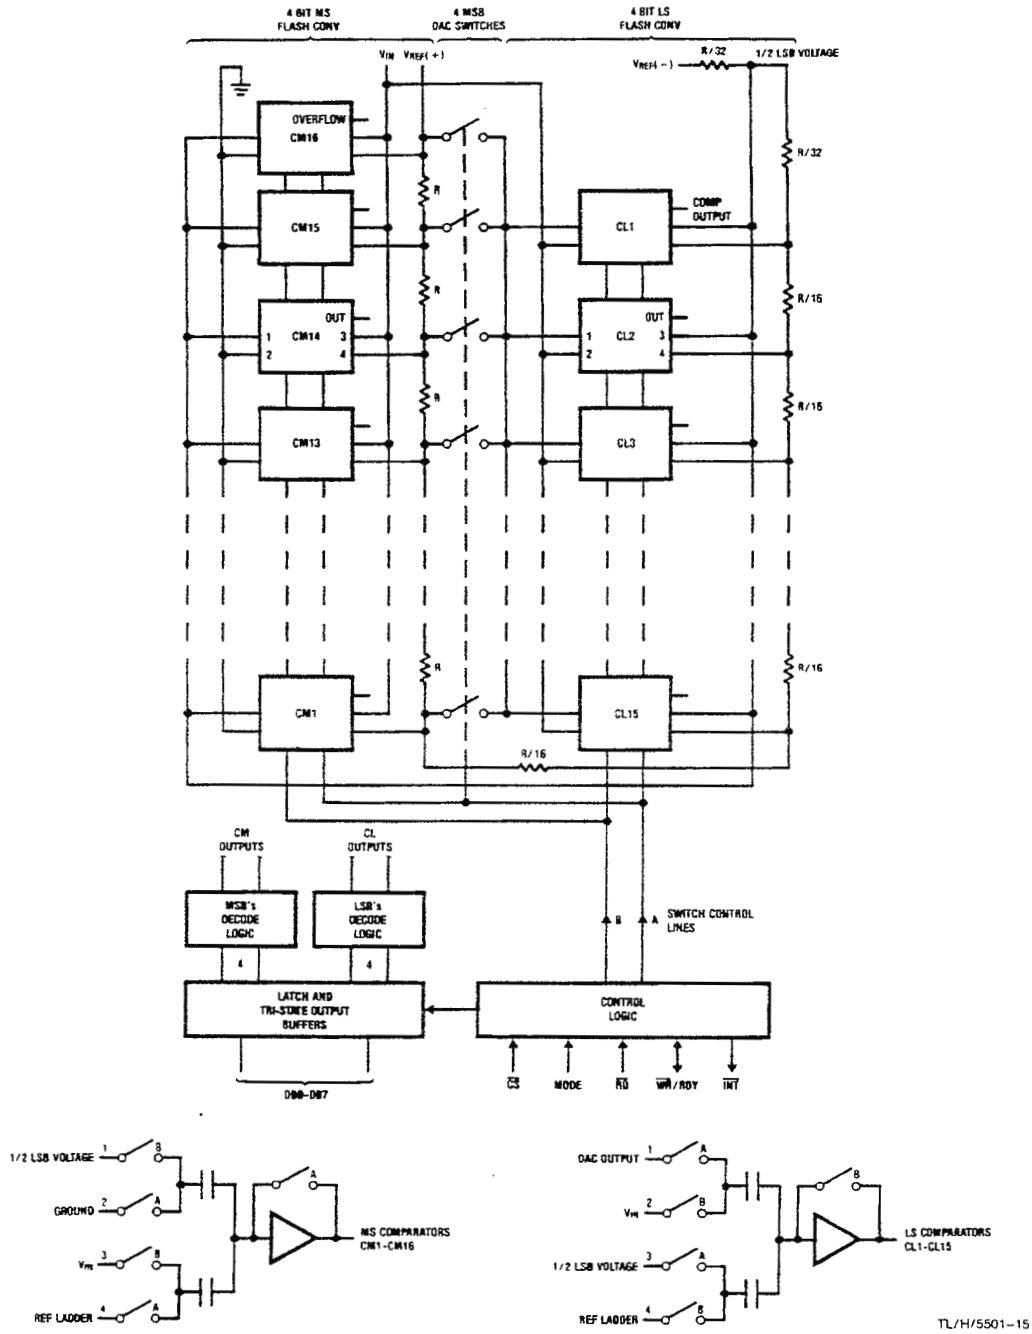 4 BIT MS
FLASH CONV
4 MSB
DAC SWITCHES
4 BIT LS
FLASH CONV
VIN VREF(+)
VREF(-)
R/32
1/2 LSB VOLTAGE
OVERFLOW
CM16
R
R/32
CM15
CL1
COMP
OUTPUT
R
R/16
OUT
1 CM14 3
2 4
OUT
1 CL2 3
2 4
R
R/16
CM13
CL3
R
R/16
CM1
CL15
R/16
CM
OUTPUTS
CL
OUTPUTS
MSB's
DECODE
LOGIC
LSB's
DECODE
LOGIC
B
A
SWITCH CONTROL
LINES
4
4
LATCH AND
TRI-STATE OUTPUT
BUFFERS
CONTROL
LOGIC
CS
MODE
RD
WR/RDY
INT
DB0-DB7
1/2 LSB VOLTAGE
1
B
GROUND
2
A
A
VIN
3
B
REF LADDER
4
A
MS COMPARATORS
CM1-CM16
DAC OUTPUT
1
A
VIN
2
B
B
1/2 LSB VOLTAGE
3
A
REF LADDER
4
B
LS COMPARATORS
CL1-CL15
TL/H/5501-15